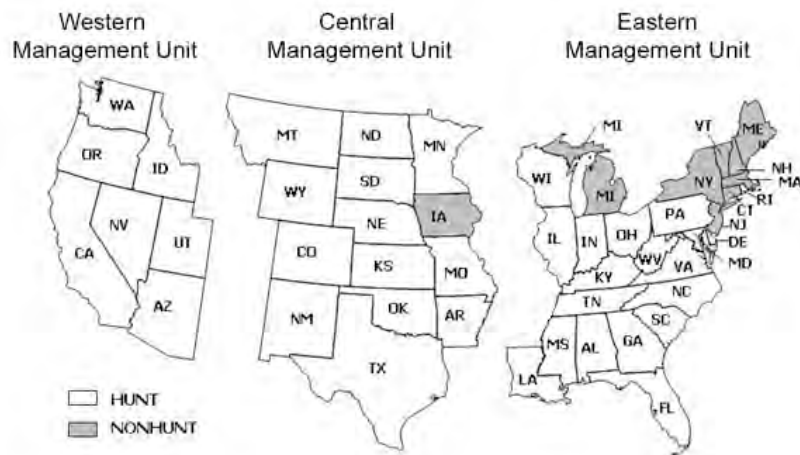 Western
Management Unit
Central
Management Unit
Eastern
Management Unit
WA
OR
ID
NV
CA
UT
AZ
MT
ND
MN
WY
SD
IA
NE
CO
KS
MO
NM
OK
AR
TX
MI
VT
ME
NH
MA
WI
MI
NY
RI
CT
NJ
PA
IL
IN
OH
DE
MD
WV
VA
KY
NC
TN
SC
MS
AL
GA
LA
FL
HUNT
NONHUNT